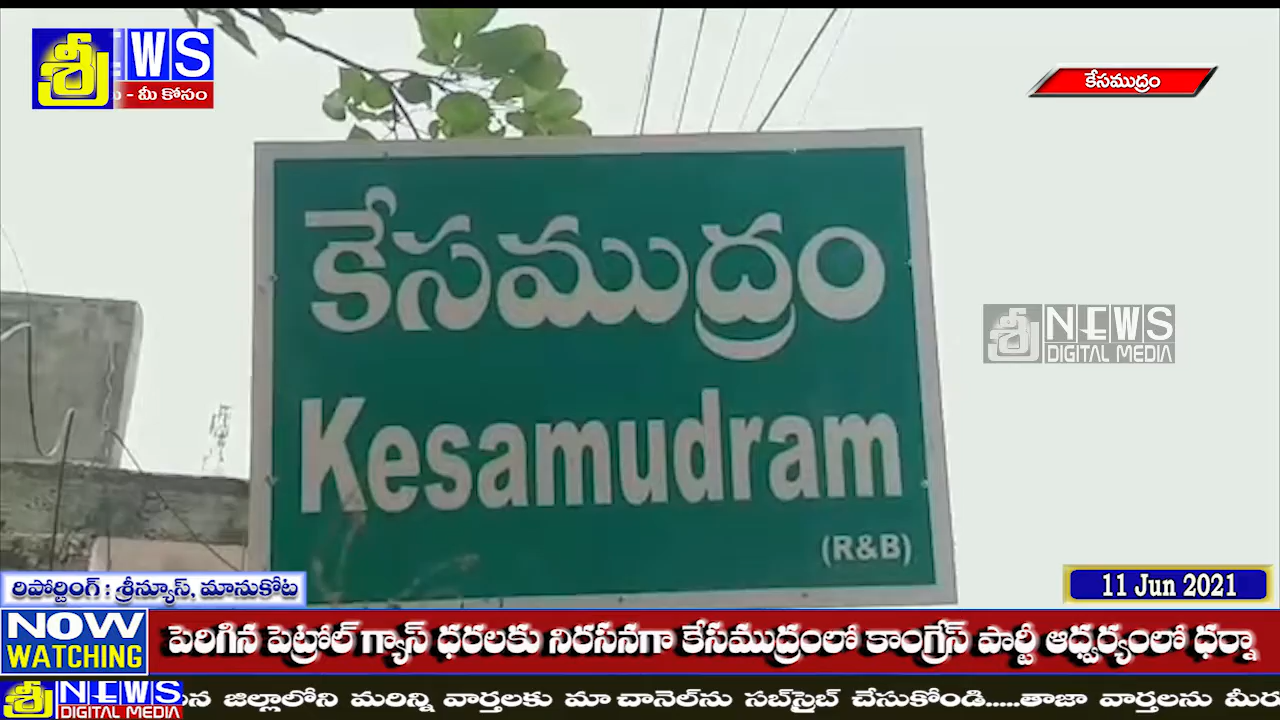 శ్రీ NEWS
- మీ కోసం
కేసముద్రం
కేసముద్రం
Kesamudram
(R&B)
శ్రీ NEWS
DIGITAL MEDIA
రిపోర్టింగ్ : శ్రీన్యూస్, మానుకోట
11 Jun 2021
NOW
WATCHING
పెరిగిన పెట్రోల్ గ్యాస్ ధరలకు నిరసనగా కేసముద్రంలో కాంగ్రేస్ పార్టీ ఆధ్వర్యంలో ధర్నా
శ్రీ NEWS
DIGITAL MEDIA
జిల్లాలోని మరిన్ని వార్తలకు మా చానెల్‌ను సబ్‌స్రైబ్ చేసుకోండి.....తాజా వార్తలను మీరు